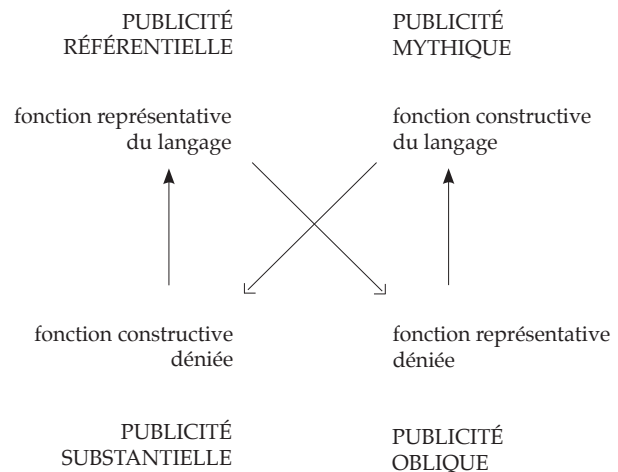 PUBLICITÉ
RÉFÉRENTIELLE
PUBLICITÉ
MYTHIQUE
fonction représentative
du langage
fonction constructive
du langage
fonction constructive
déniée
fonction représentative
déniée
PUBLICITÉ
SUBSTANTIELLE
PUBLICITÉ
OBLIQUE